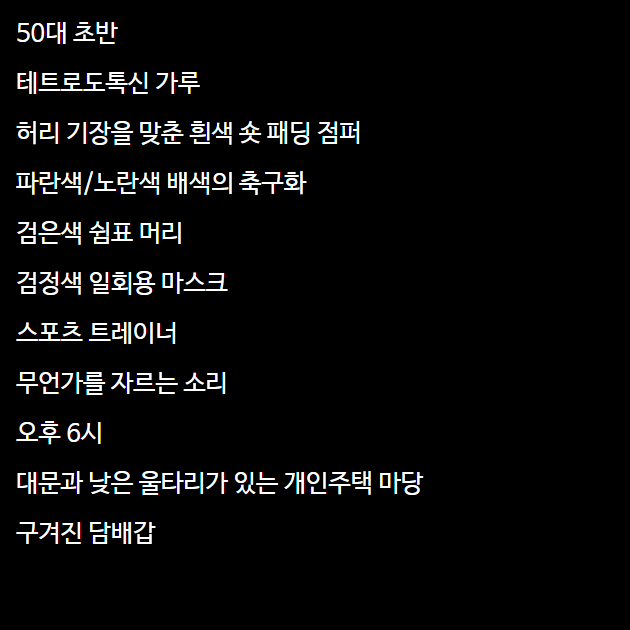 50대 초반
테트로도톡신 가루
허리 기장을 맞춘 흰색 숏 패딩 점퍼
파란색/노란색 배색의 축구화
검은색 쉼표 머리
검정색 일회용 마스크
스포츠 트레이너
무언가를 자르는 소리
오후 6시
대문과 낮은 울타리가 있는 개인주택 마당
구겨진 담배갑